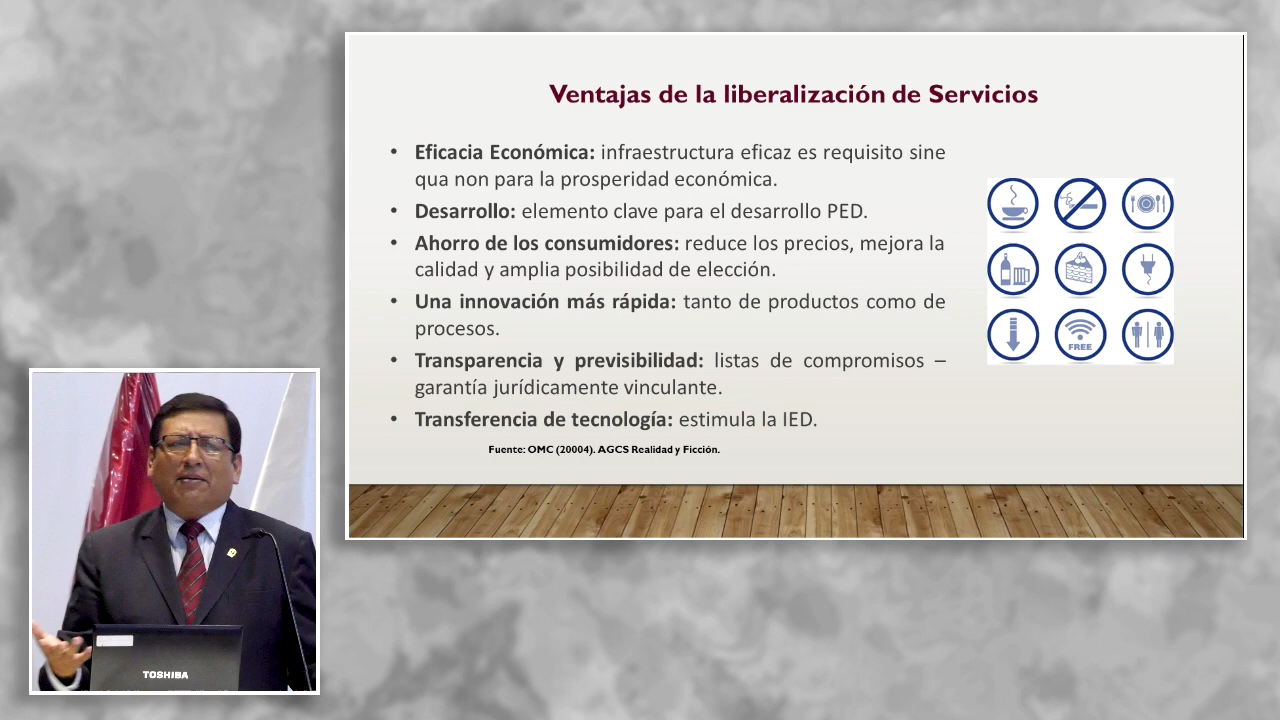 Ventajas de la liberalización de Servicios
• Eficacia Económica: infraestructura eficaz es requisito sine
qua non para la prosperidad económica.
• Desarrollo: elemento clave para el desarrollo PED.
• Ahorro de los consumidores: reduce los precios, mejora la
calidad y amplia posibilidad de elección.
• Una innovación más rápida: tanto de productos como de
procesos.
• Transparencia y previsibilidad: listas de compromisos –
garantía jurídicamente vinculante.
• Transferencia de tecnología: estimula la IED.
Fuente: OMC (20004). AGCS Realidad y Ficción.
FREE
TOSHIBA